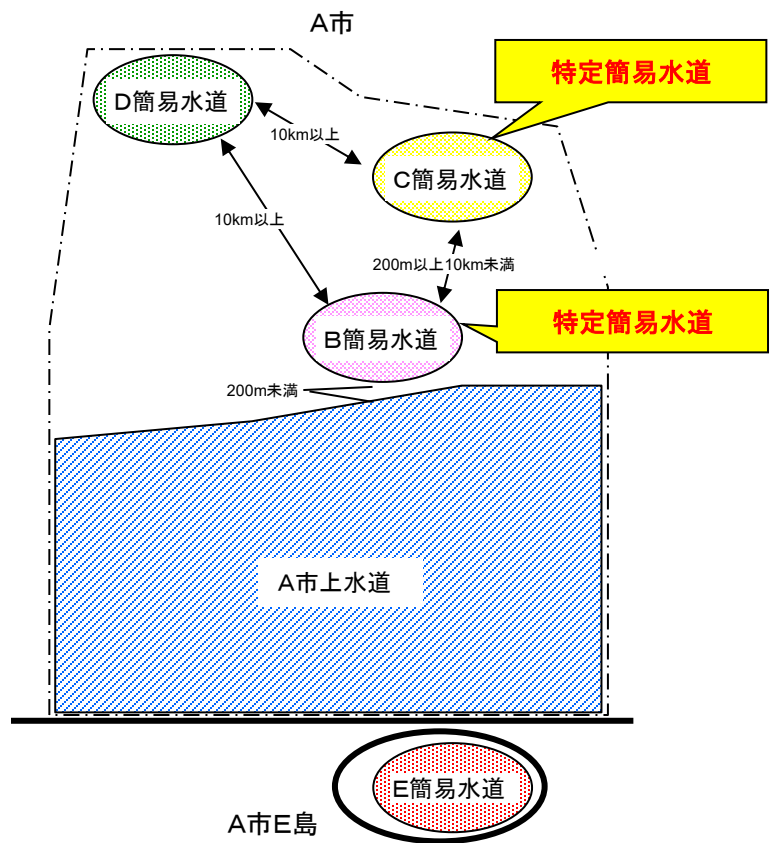 A市
特定簡易水道
D簡易水道
10km以上
C簡易水道
10km以上
200m以上10km未満
特定簡易水道
B簡易水道
200m未満
A市上水道
E簡易水道
A市E島